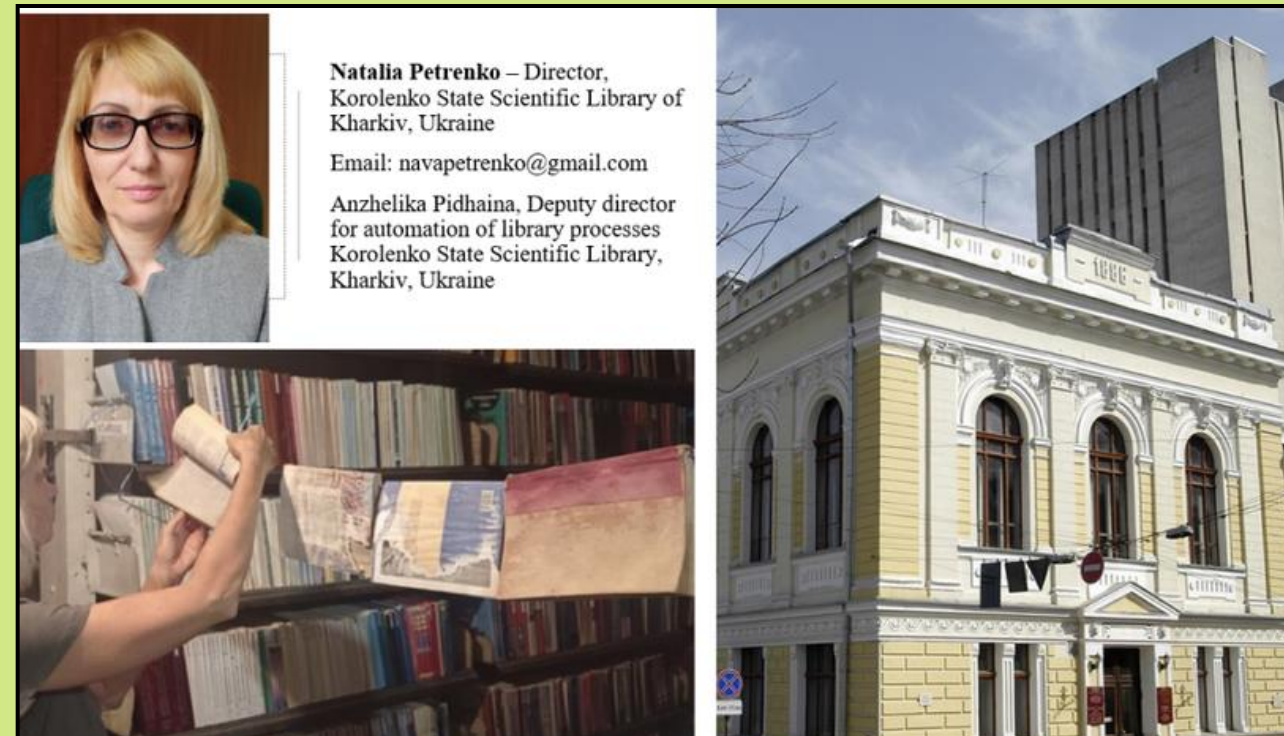 Natalia Petrenko – Director,
Korolenko State Scientific Library of
Kharkiv, Ukraine
Email: navapetrenko@gmail.com
Anzhelika Pidhaina, Deputy director
for automation of library processes
Korolenko State Scientific Library,
Kharkiv, Ukraine
– 1886 –